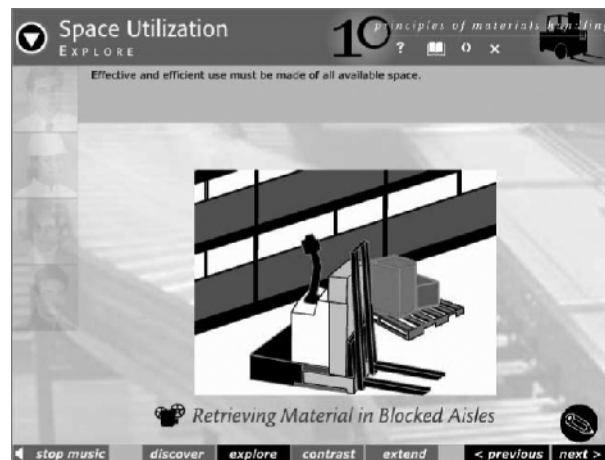 Space Utilization
EXPLORE
10 principles of materials handling
? () x
Effective and efficient use must be made of all available space.
Retrieving Material in Blocked Aisles
stop music discover explore contrast extend < previous next >